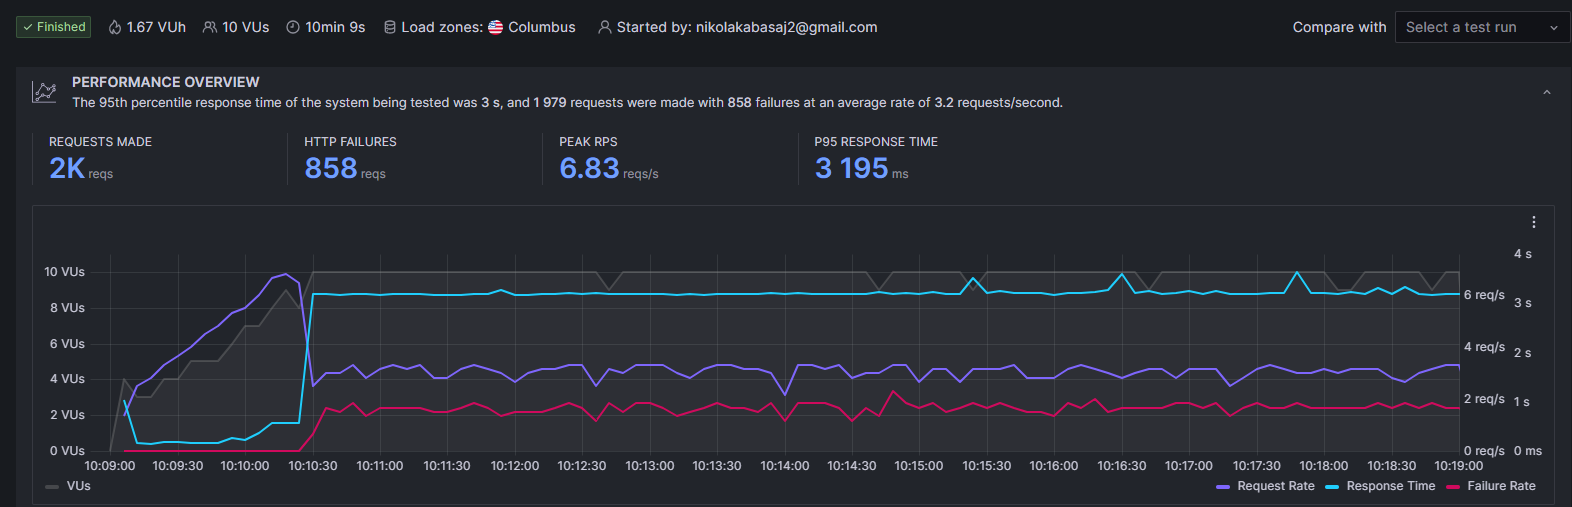 Finished 1.67 VUh 10 VUs 10min 9s Load zones: Columbus Started by: nikolakabasaj2@gmail.com Compare with Select a test run
PERFORMANCE OVERVIEW
The 95th percentile response time of the system being tested was 3 s, and 1 979 requests were made with 858 failures at an average rate of 3.2 requests/second.
REQUESTS MADE HTTP FAILURES PEAK RPS P95 RESPONSE TIME
2K reqs 858 reqs 6.83 reqs/s 3 195 ms
4 s
10 VUs
6 req/s
8 VUs 3 s
6 VUs 4 req/s
2 s
4 VUs
2 req/s 1 s
2 VUs
0 VUs 0 req/s 0 ms
10:09:00 10:09:30 10:10:00 10:10:30 10:11:00 10:11:30 10:12:00 10:12:30 10:13:00 10:13:30 10:14:00 10:14:30 10:15:00 10:15:30 10:16:00 10:16:30 10:17:00 10:17:30 10:18:00 10:18:30 10:19:00
VUs Request Rate Response Time Failure Rate